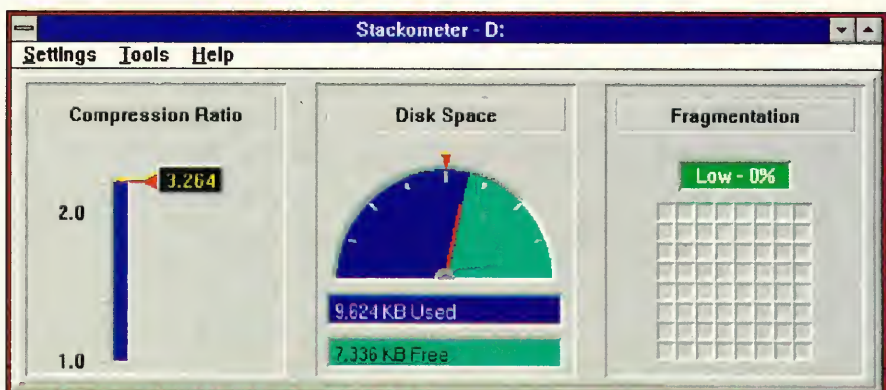 Stackometer - D:
Settings Tools Help
Compression Ratio
3.264
2.0
1.0
Disk Space
9.624 KB Used
7.336 KB Free
Fragmentation
Low - 0%